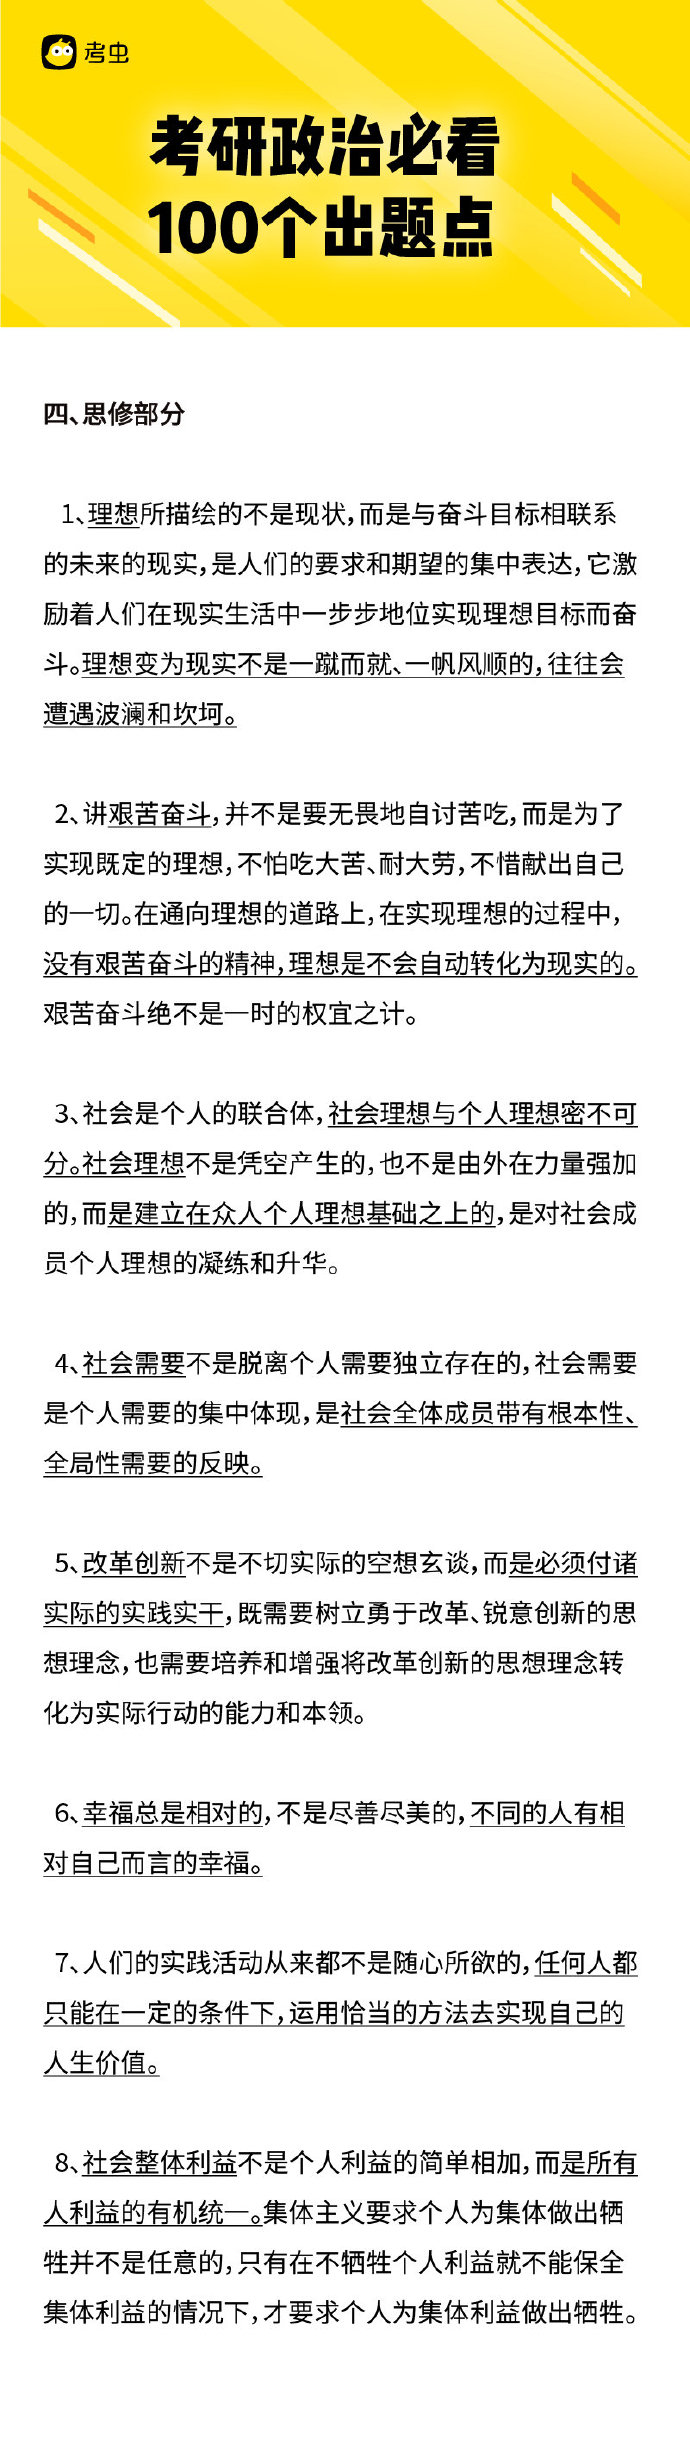 考虫
考研政治必看
100个出题点
四、思修部分
1、理想所描绘的不是现状,而是与奋斗目标相联系
的未来的现实,是人们的要求和期望的集中表达,它激
励着人们在现实生活中一步步地位实现理想目标而奋
斗。理想变为现实不是一蹴而就、一帆风顺的,往往会
遭遇波澜和坎坷。
2、讲艰苦奋斗,并不是要无畏地自讨苦吃,而是为了
实现既定的理想,不怕吃大苦、耐大劳,不惜献出自己
的一切。在通向理想的道路上,在实现理想的过程中,
没有艰苦奋斗的精神,理想是不会自动转化为现实的。
艰苦奋斗绝不是一时的权宜之计。
3、社会是个人的联合体,社会理想与个人理想密不可
分。社会理想不是凭空产生的,也不是由外在力量强加
的,而是建立在众人个人理想基础之上的,是对社会成
员个人理想的凝练和升华。
4、社会需要不是脱离个人需要独立存在的,社会需要
是个人需要的集中体现,是社会全体成员带有根本性、
全局性需要的反映。
5、改革创新不是不切实际的空想玄谈,而是必须付诸
实际的实践实干,既需要树立勇于改革、锐意创新的思
想理念,也需要培养和增强将改革创新的思想理念转
化为实际行动的能力和本领。
6、幸福总是相对的,不是尽善尽美的,不同的人有相
对自己而言的幸福。
7、人们的实践活动从来都不是随心所欲的,任何人都
只能在一定的条件下,运用恰当的方法去实现自己的
人生价值。
8、社会整体利益不是个人利益的简单相加,而是所有
人利益的有机统一。集体主义要求个人为集体做出牺
牲并不是任意的,只有在不牺牲个人利益就不能保全
集体利益的情况下,才要求个人为集体利益做出牺牲。